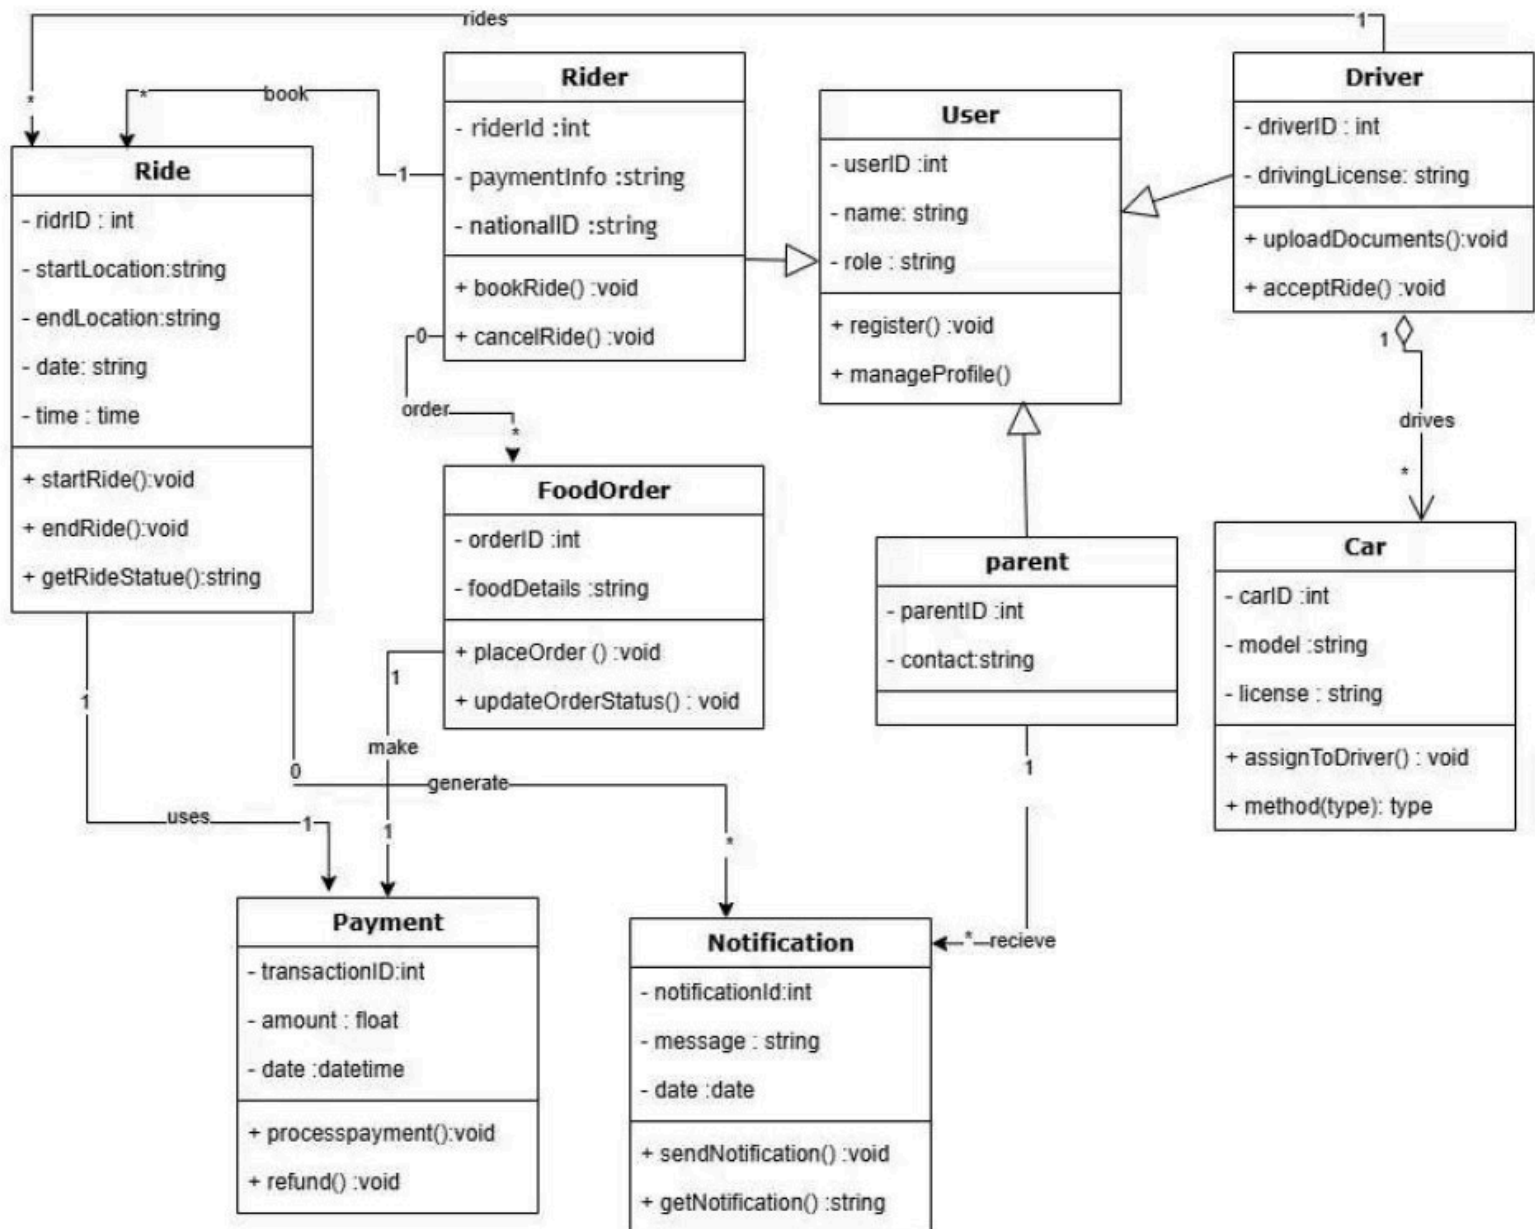 rides
1
*
book
*
1
Rider
- riderId :int
- paymentInfo :string
- nationalID :string
+ bookRide() :void
+ cancelRide() :void
User
- userID :int
- name: string
- role : string
+ register() :void
+ manageProfile()
Driver
- driverID : int
- drivingLicense: string
+ uploadDocuments():void
+ acceptRide() :void
Ride
- ridrID : int
- startLocation:string
- endLocation:string
- date: string
- time : time
+ startRide():void
+ endRide():void
+ getRideStatue():string
0
order
*
1
drives
*
FoodOrder
- orderID :int
- foodDetails :string
+ placeOrder () :void
+ updateOrderStatus() : void
parent
- parentID :int
- contact:string
Car
- carID :int
- model :string
- license : string
+ assignToDriver() : void
+ method(type): type
1
uses
1
1
make
1
0
generate
*
1
* recieve
Payment
- transactionID:int
- amount : float
- date :datetime
+ processpayment():void
+ refund() :void
Notification
- notificationId:int
- message : string
- date :date
+ sendNotification() :void
+ getNotification() :string